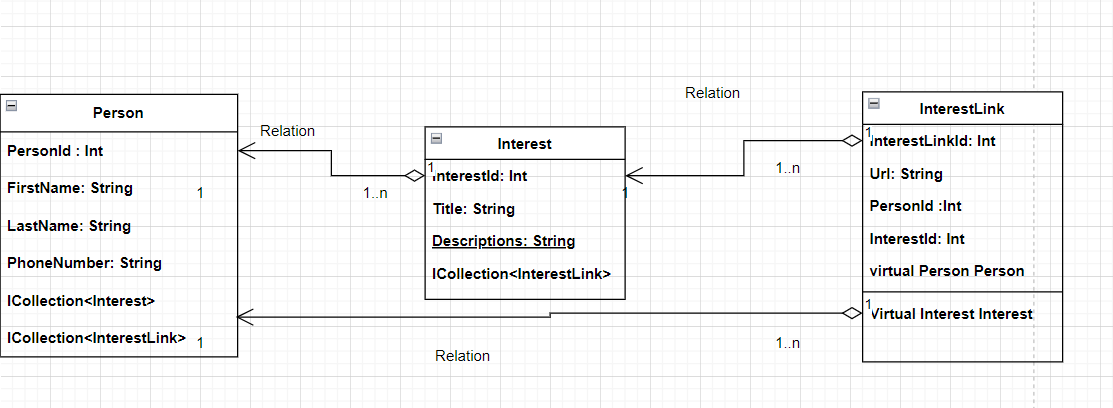 Person
PersonId : Int
FirstName: String
LastName: String
PhoneNumber: String
ICollection<Interest>
ICollection<InterestLink>
1
1
Relation
1..n
Interest
1
InterestId: Int
Title: String
Descriptions: String
ICollection<InterestLink>
1
Relation
1..n
InterestLink
1
InterestLinkId: Int
Url: String
PersonId :Int
InterestId: Int
virtual Person Person
1
Virtual Interest Interest
Relation
1..n